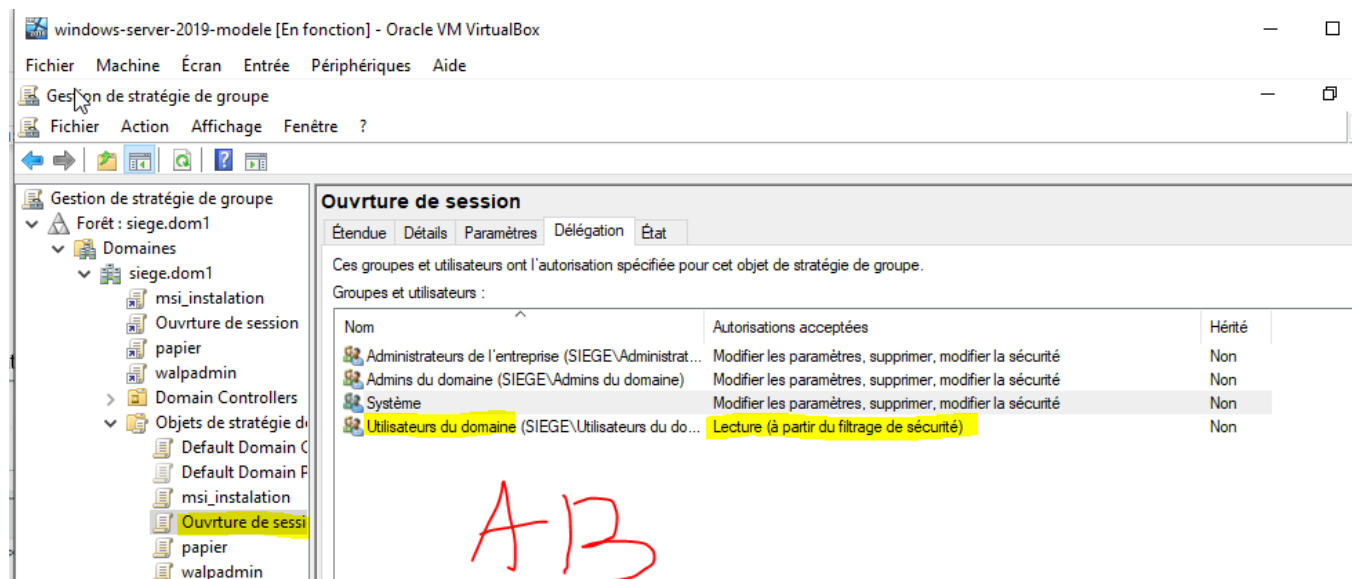 windows-server-2019-modele [En fonction] - Oracle VM VirtualBox
Fichier Machine Écran Entrée Périphériques Aide
Gestion de stratégie de groupe
Fichier Action Affichage Fenêtre ?
Gestion de stratégie de groupe
Forêt : siege.dom1
Domaines
siege.dom1
msi_instalation
Ouvrture de session
papier
walpadmin
Domain Controllers
Objets de stratégie de
Default Domain C
Default Domain P
msi_instalation
Ouvrture de sessi
papier
walpadmin
Ouvrture de session
Étendue Détails Paramètres Délégation État
Ces groupes et utilisateurs ont l'autorisation spécifiée pour cet objet de stratégie de groupe.
Groupes et utilisateurs :
Nom Autorisations acceptées Hérité
Administrateurs de l'entreprise (SIEGE\Administrat... Modifier les paramètres, supprimer, modifier la sécurité Non
Admins du domaine (SIEGE\Admins du domaine) Modifier les paramètres, supprimer, modifier la sécurité Non
Système Modifier les paramètres, supprimer, modifier la sécurité Non
Utilisateurs du domaine (SIEGE\Utilisateurs du do... Lecture (à partir du filtrage de sécurité) Non
AB